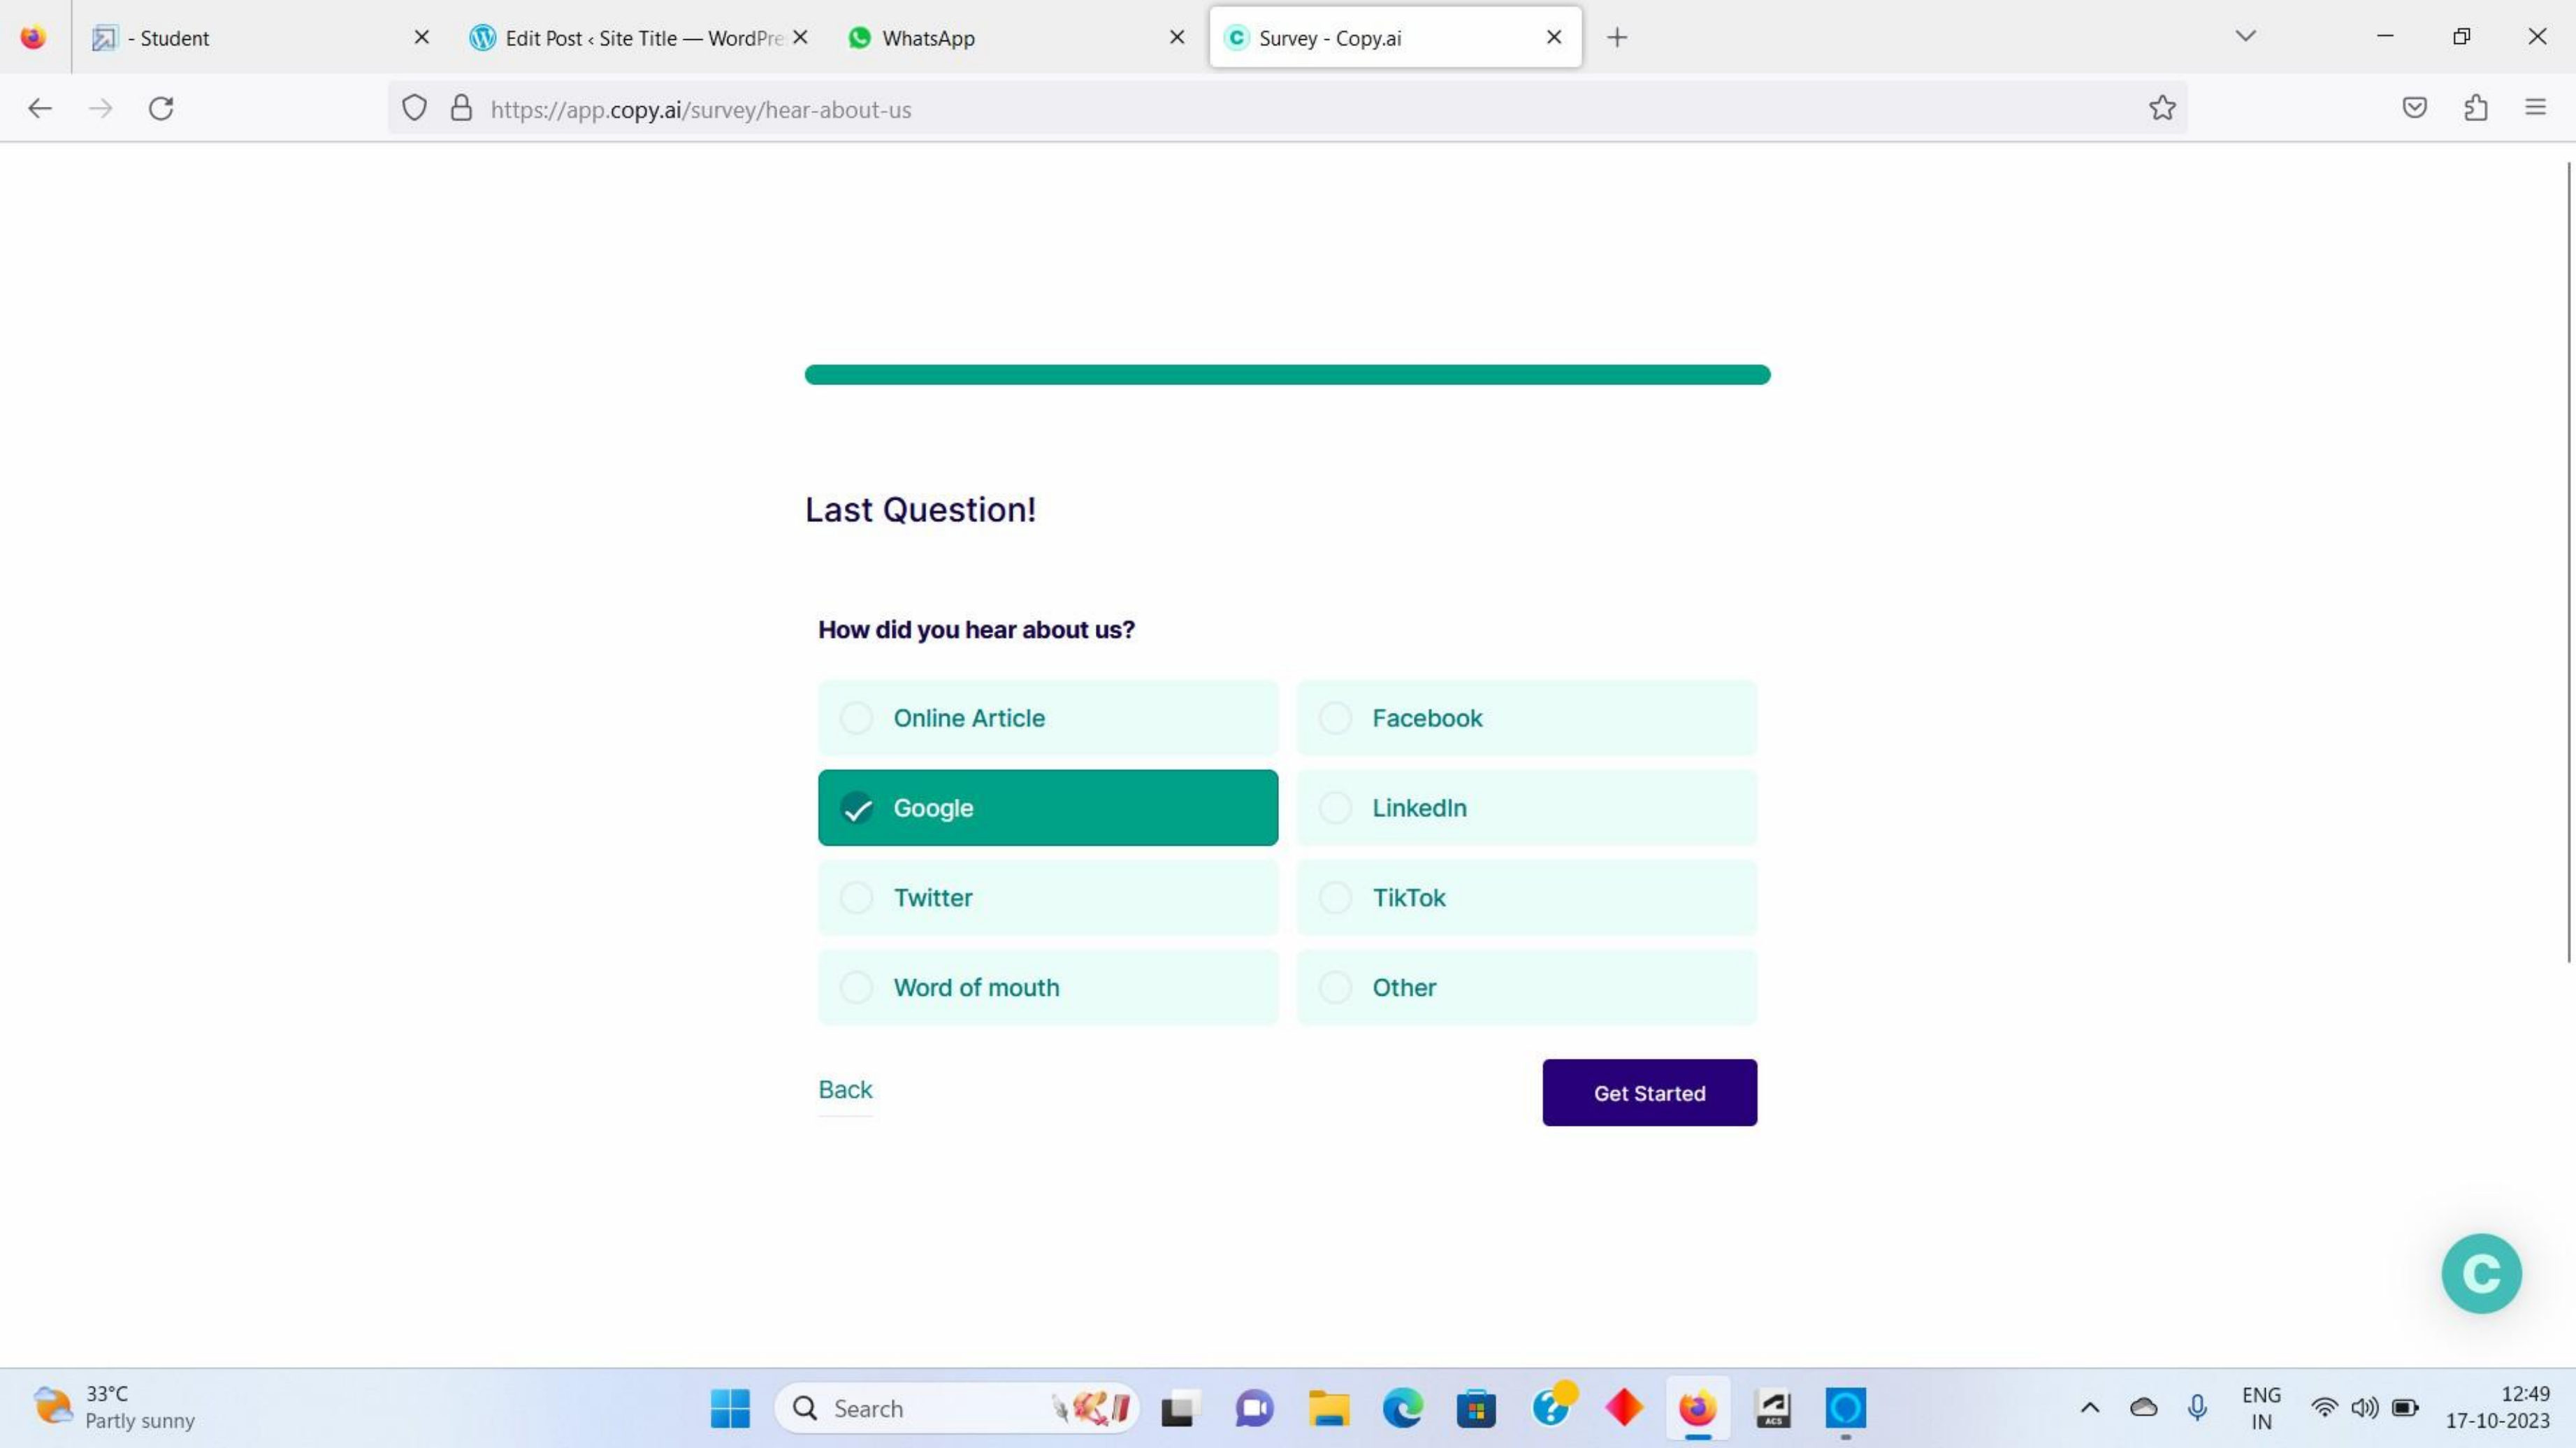 - Student
Edit Post ‹ Site Title — WordPre
WhatsApp
C Survey - Copy.ai
https://app.copy.ai/survey/hear-about-us
Last Question!
How did you hear about us?
Online Article
Facebook
Google
LinkedIn
Twitter
TikTok
Word of mouth
Other
Back
Get Started
C
33°C
Partly sunny
Search
ACS
ENG
IN
12:49
17-10-2023